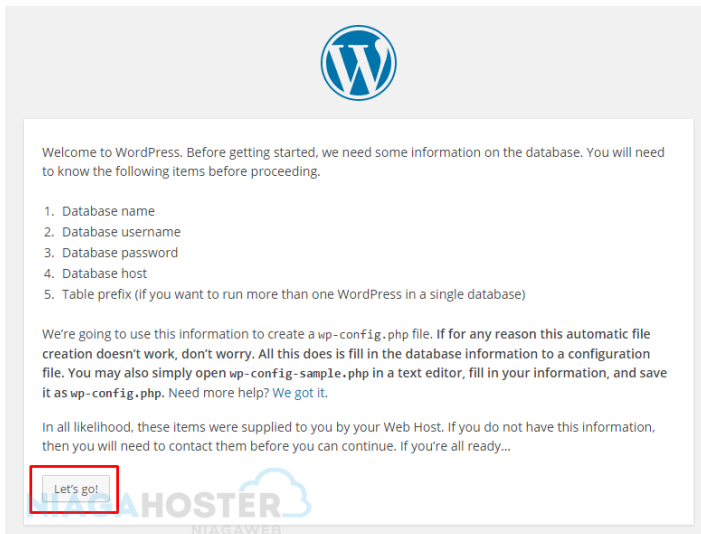 Welcome to WordPress. Before getting started, we need some information on the database. You will need
to know the following items before proceeding.
1. Database name
2. Database username
3. Database password
4. Database host
5. Table prefix (if you want to run more than one WordPress in a single database)
We’re going to use this information to create a wp-config.php file. If for any reason this automatic file
creation doesn’t work, don’t worry. All this does is fill in the database information to a configuration
file. You may also simply open wp-config-sample.php in a text editor, fill in your information, and save
it as wp-config.php. Need more help? We got it.
In all likelihood, these items were supplied to you by your Web Host. If you do not have this information,
then you will need to contact them before you can continue. If you’re all ready…
Let’s go!
NIAGAHOSTER
NIAGAWEB